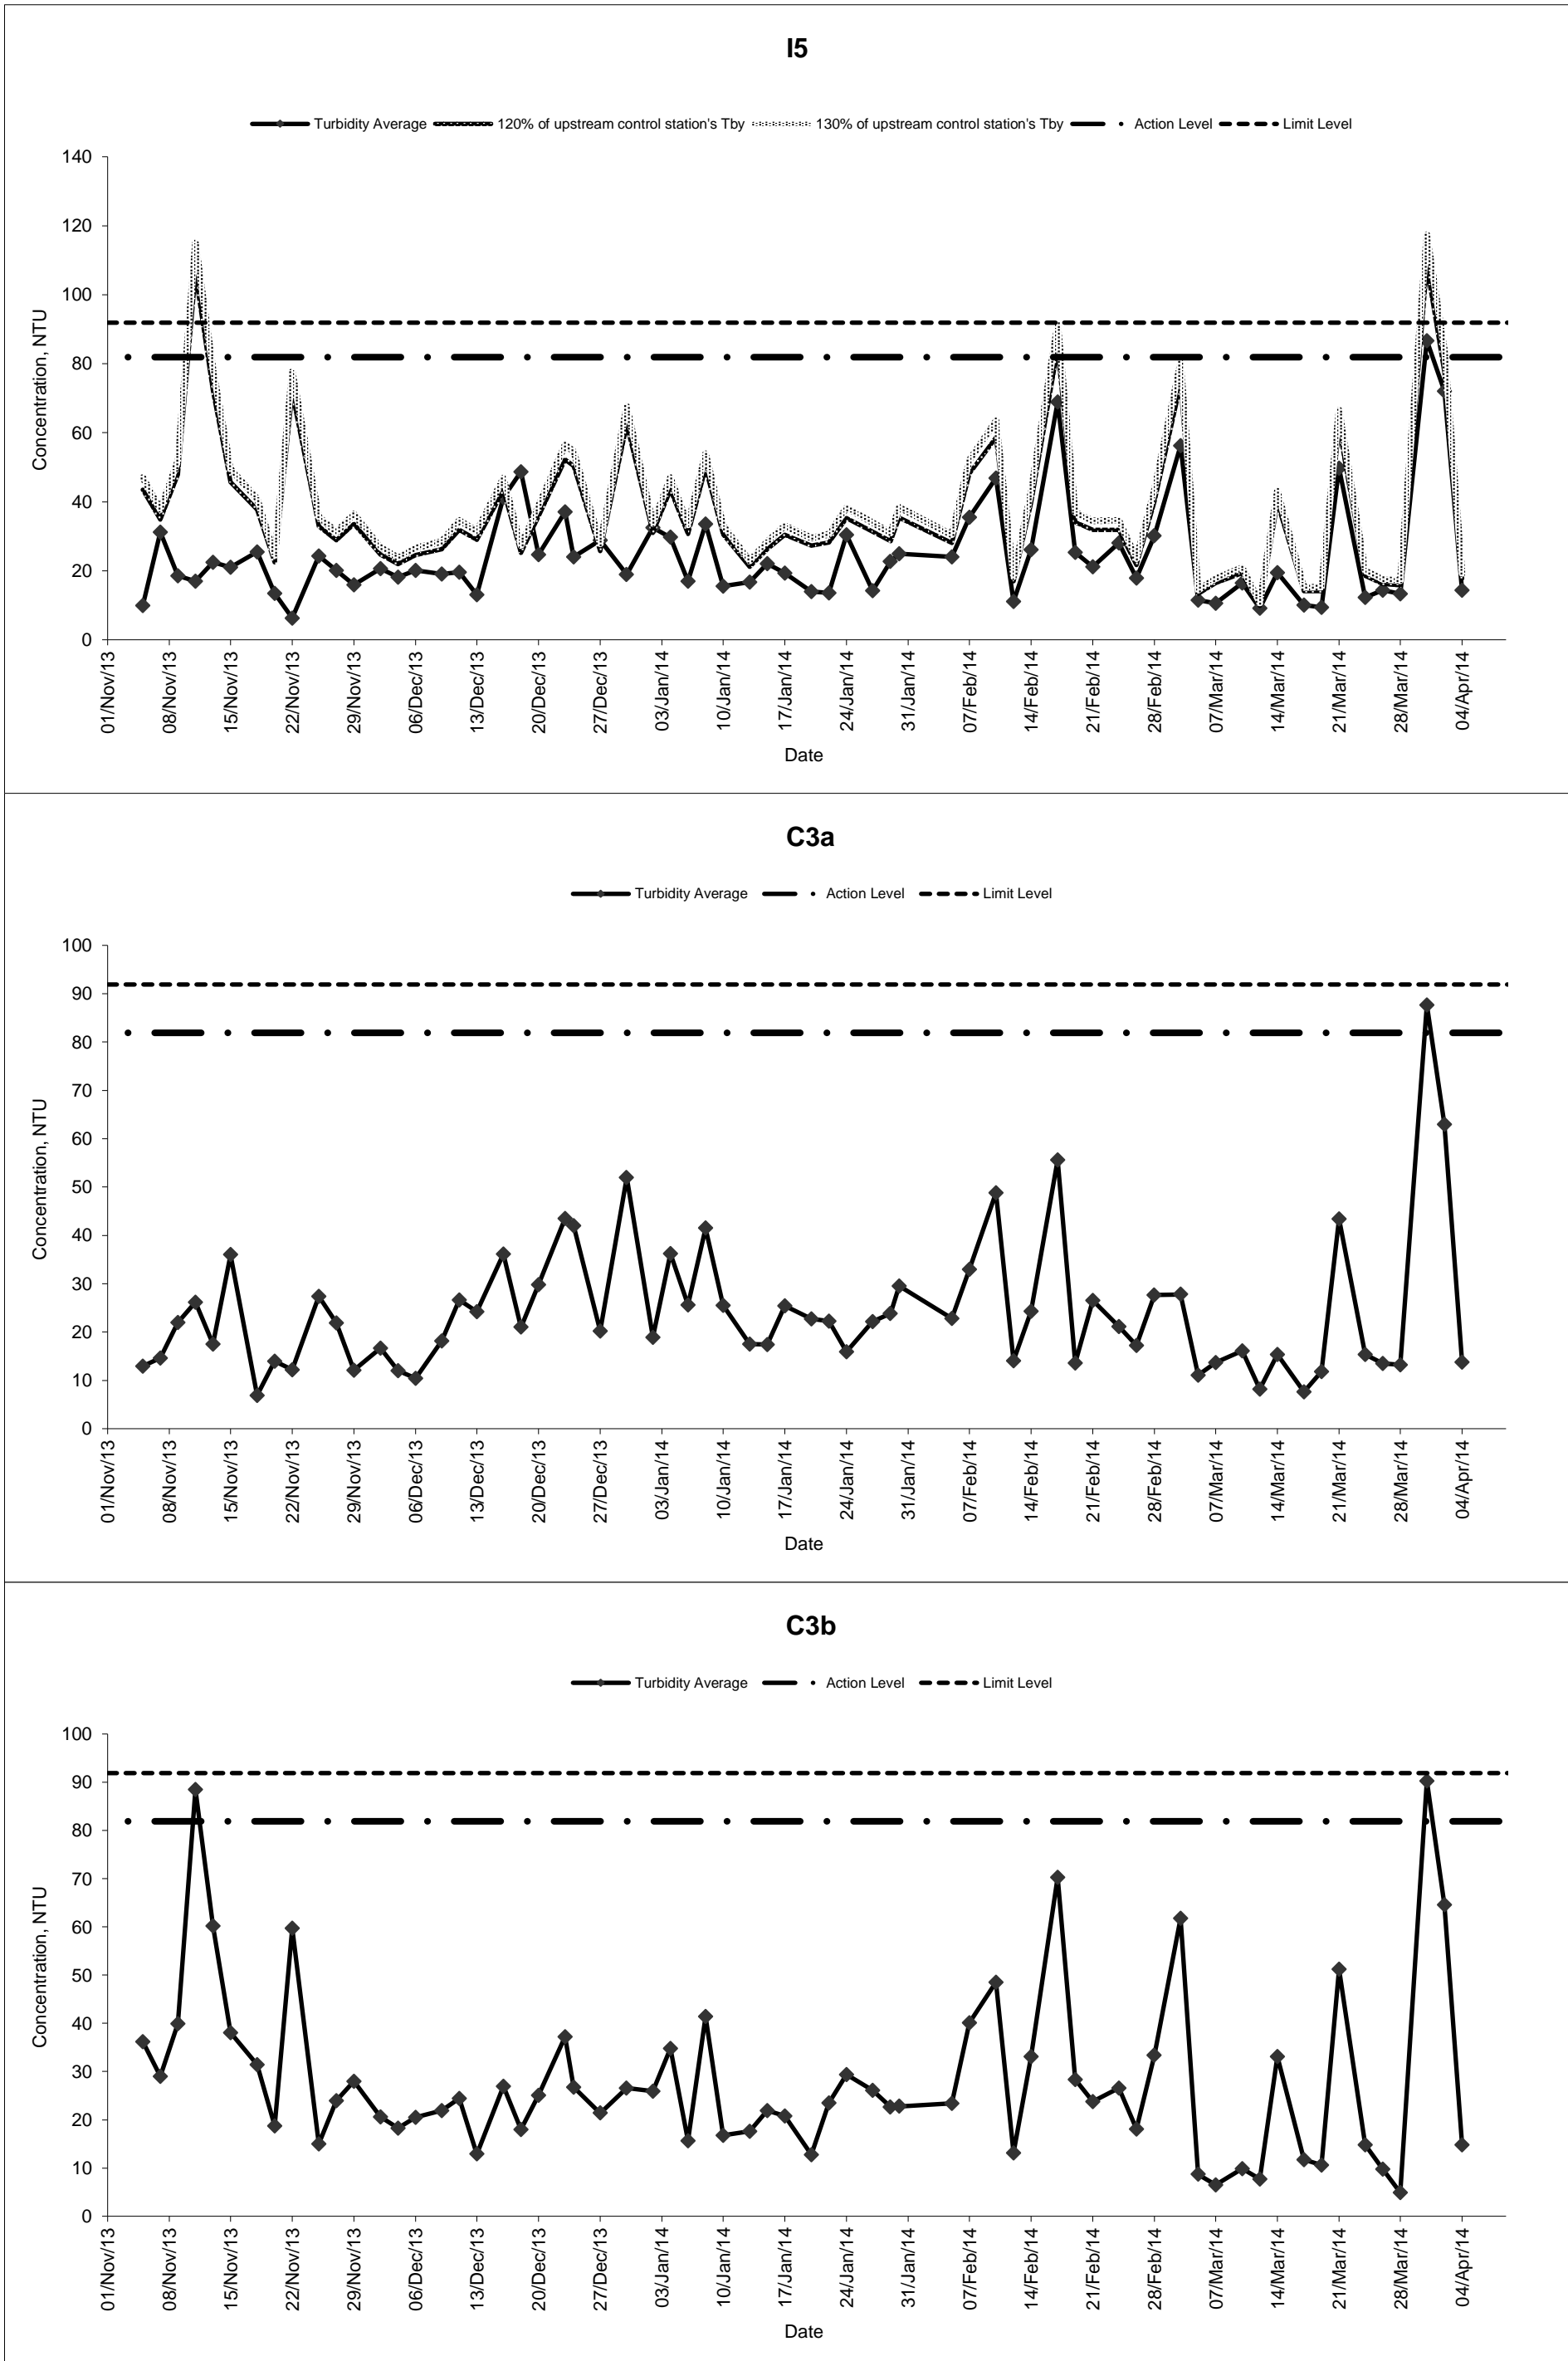 I5
Turbidity Average 120% of upstream control station's Tby 130% of upstream control station's Tby Action Level Limit Level
140
120
100
80
60
40
20
0
Concentration, NTU
01/Nov/13 08/Nov/13 15/Nov/13 22/Nov/13 29/Nov/13 06/Dec/13 13/Dec/13 20/Dec/13 27/Dec/13 03/Jan/14 10/Jan/14 17/Jan/14 24/Jan/14 31/Jan/14 07/Feb/14 14/Feb/14 21/Feb/14 28/Feb/14 07/Mar/14 14/Mar/14 21/Mar/14 28/Mar/14 04/Apr/14
Date
C3a
Turbidity Average Action Level Limit Level
100
90
80
70
60
50
40
30
20
10
0
Concentration, NTU
01/Nov/13 08/Nov/13 15/Nov/13 22/Nov/13 29/Nov/13 06/Dec/13 13/Dec/13 20/Dec/13 27/Dec/13 03/Jan/14 10/Jan/14 17/Jan/14 24/Jan/14 31/Jan/14 07/Feb/14 14/Feb/14 21/Feb/14 28/Feb/14 07/Mar/14 14/Mar/14 21/Mar/14 28/Mar/14 04/Apr/14
Date
C3b
Turbidity Average Action Level Limit Level
100
90
80
70
60
50
40
30
20
10
0
Concentration, NTU
01/Nov/13 08/Nov/13 15/Nov/13 22/Nov/13 29/Nov/13 06/Dec/13 13/Dec/13 20/Dec/13 27/Dec/13 03/Jan/14 10/Jan/14 17/Jan/14 24/Jan/14 31/Jan/14 07/Feb/14 14/Feb/14 21/Feb/14 28/Feb/14 07/Mar/14 14/Mar/14 21/Mar/14 28/Mar/14 04/Apr/14
Date